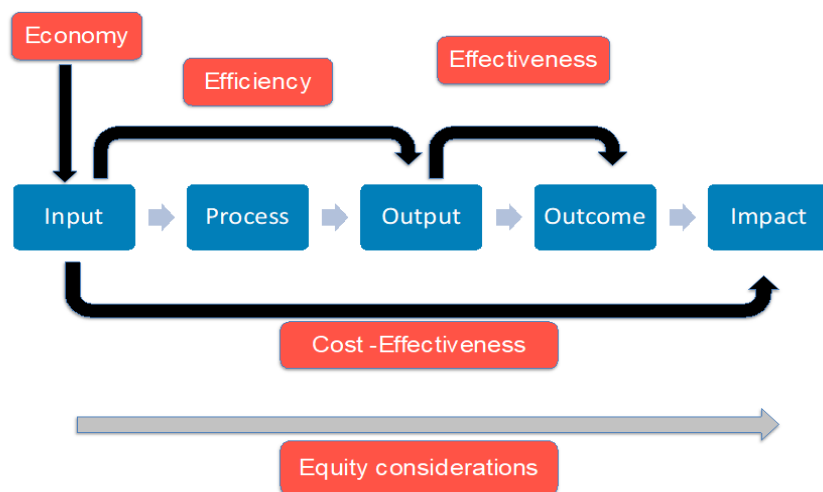 Economy
Efficiency
Effectiveness
Input
Process
Output
Outcome
Impact
Cost -Effectiveness
Equity considerations